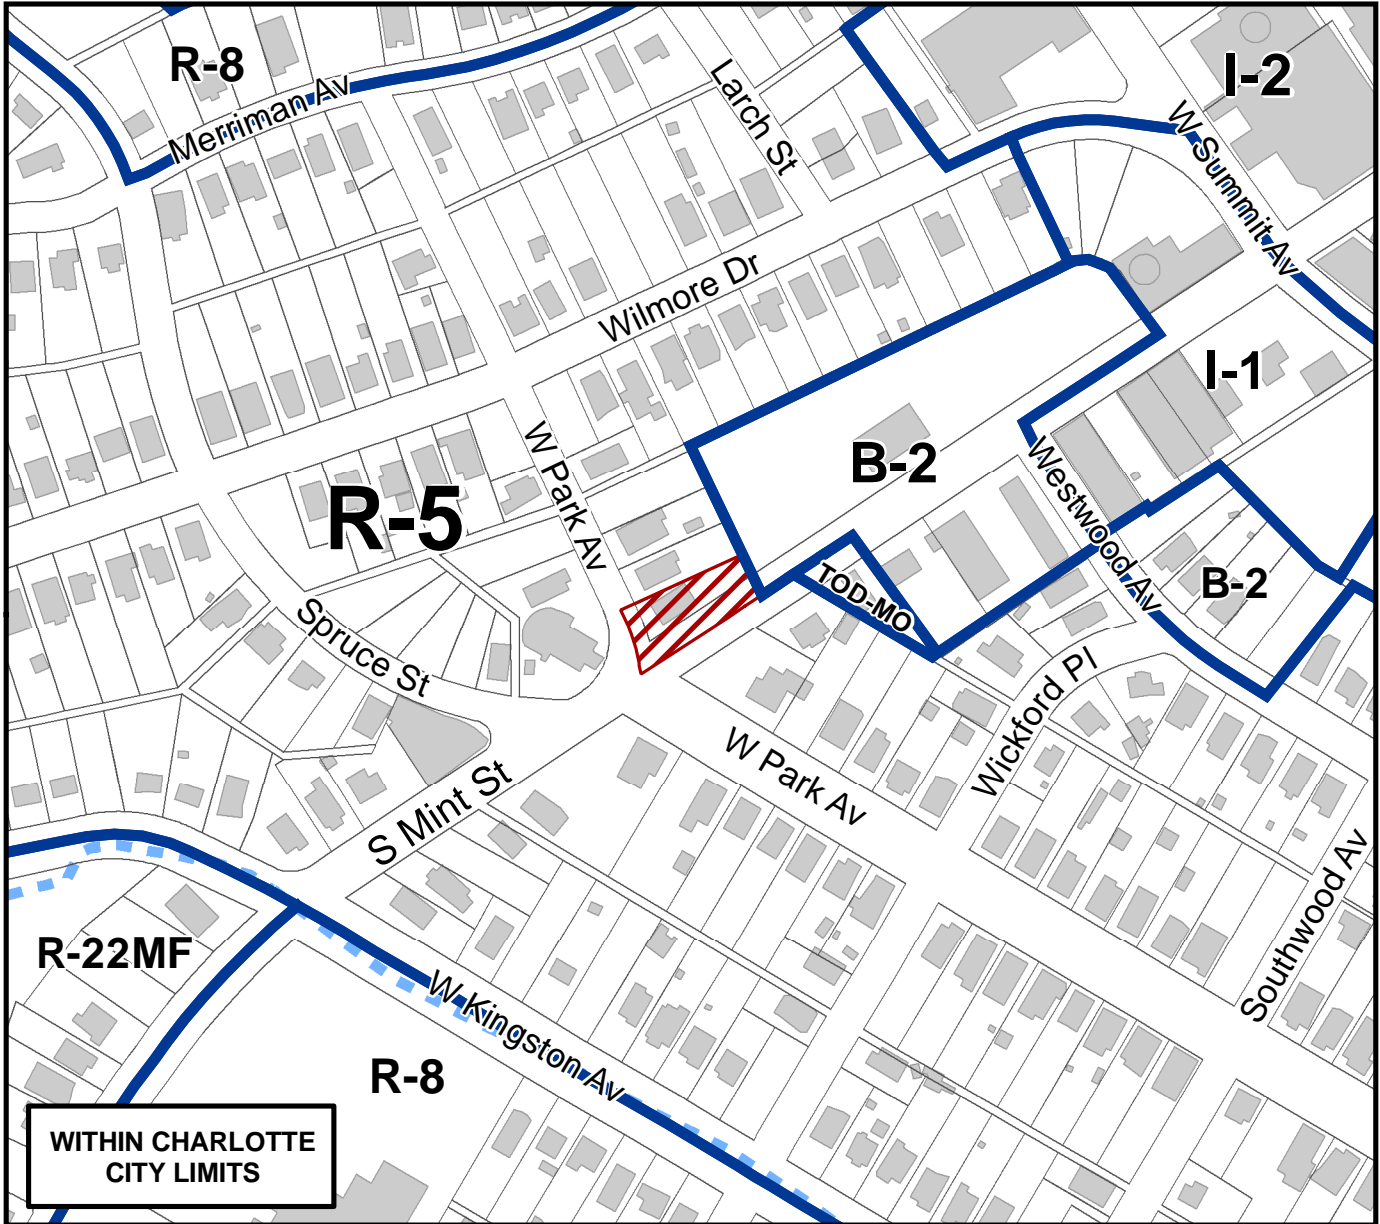 R-8
I-2
Merriman Av
Larch St
W Summit Av
Wilmore Dr
I-1
W Park Av
B-2
R-5
Westwood Av
TOD-MO
B-2
Spruce St
Wickford Pl
W Park Av
S Mint St
Southwood Av
R-22MF
W Kingston Av
R-8
WITHIN CHARLOTTE
CITY LIMITS